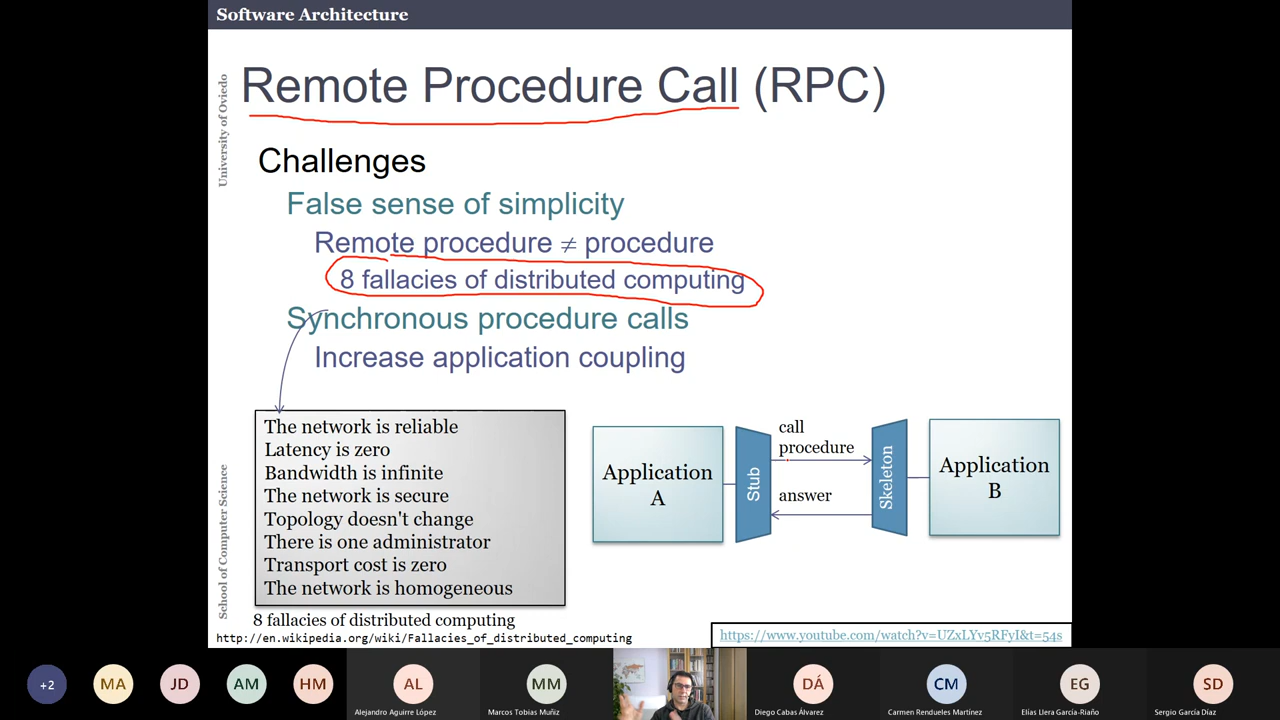 Software Architecture
University of Oviedo
Remote Procedure Call (RPC)
Challenges
False sense of simplicity
Remote procedure ≠ procedure
8 fallacies of distributed computing
Synchronous procedure calls
Increase application coupling
School of Computer Science
The network is reliable
Latency is zero
Bandwidth is infinite
The network is secure
Topology doesn't change
There is one administrator
Transport cost is zero
The network is homogeneous
8 fallacies of distributed computing
http://en.wikipedia.org/wiki/Fallacies_of_distributed_computing
Application
A
Stub
call
procedure
answer
Skeleton
Application
B
https://www.youtube.com/watch?v=UZxLYv5RFyI&t=54s
+2
MA
JD
AM
HM
AL
Alejandro Aguirre López
MM
Marcos Tobias Muñiz
DÁ
Diego Cabas Álvarez
CM
Carmen Rendueles Martínez
EG
Elías Llera García-Riaño
SD
Sergio García Díaz